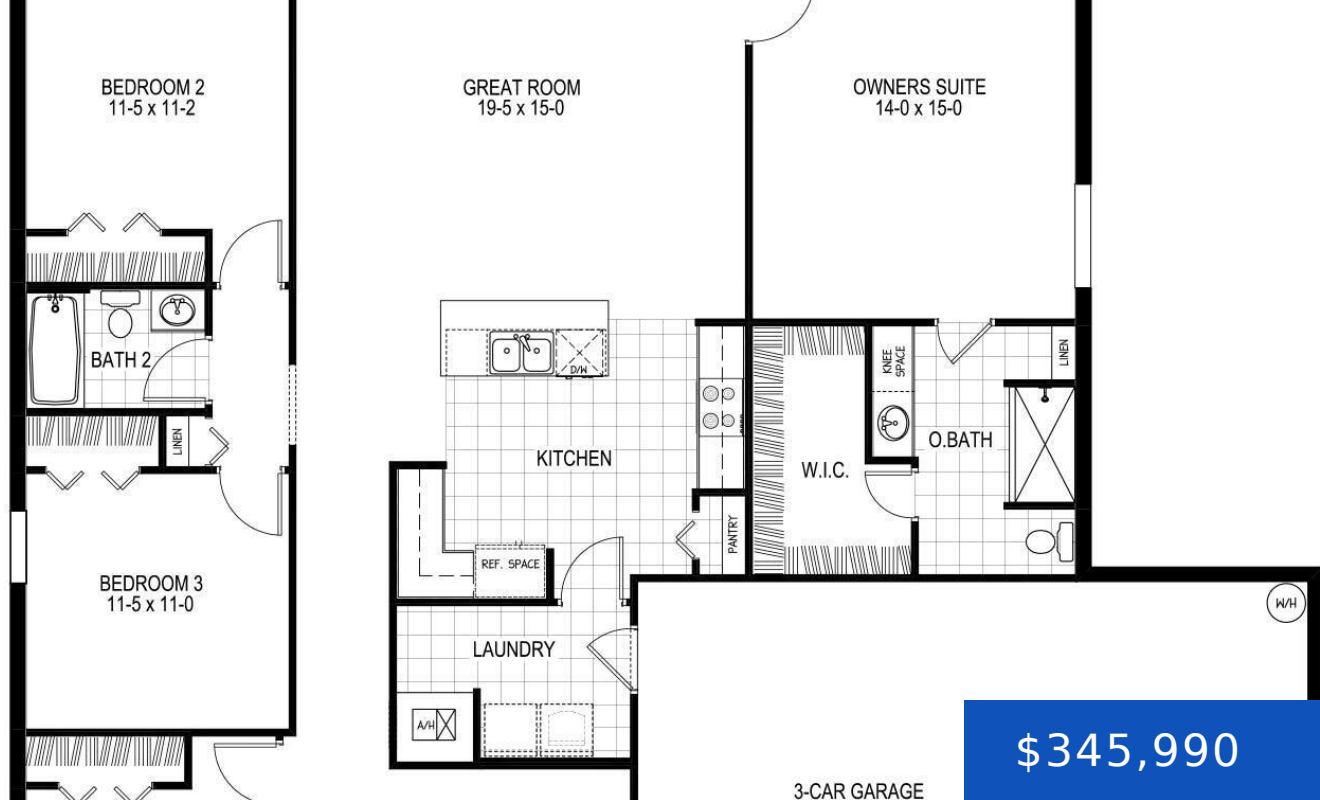 BEDROOM 2
11-5 x 11-2
GREAT ROOM
19-5 x 15-0
OWNERS SUITE
14-0 x 15-0
BATH 2
LINEN
D/W
KITCHEN
PANTRY
REF. SPACE
W.I.C.
KNEE
SPACE
LINEN
O.BATH
BEDROOM 3
11-5 x 11-0
LAUNDRY
A/H
W/H
3-CAR GARAGE
$345,990